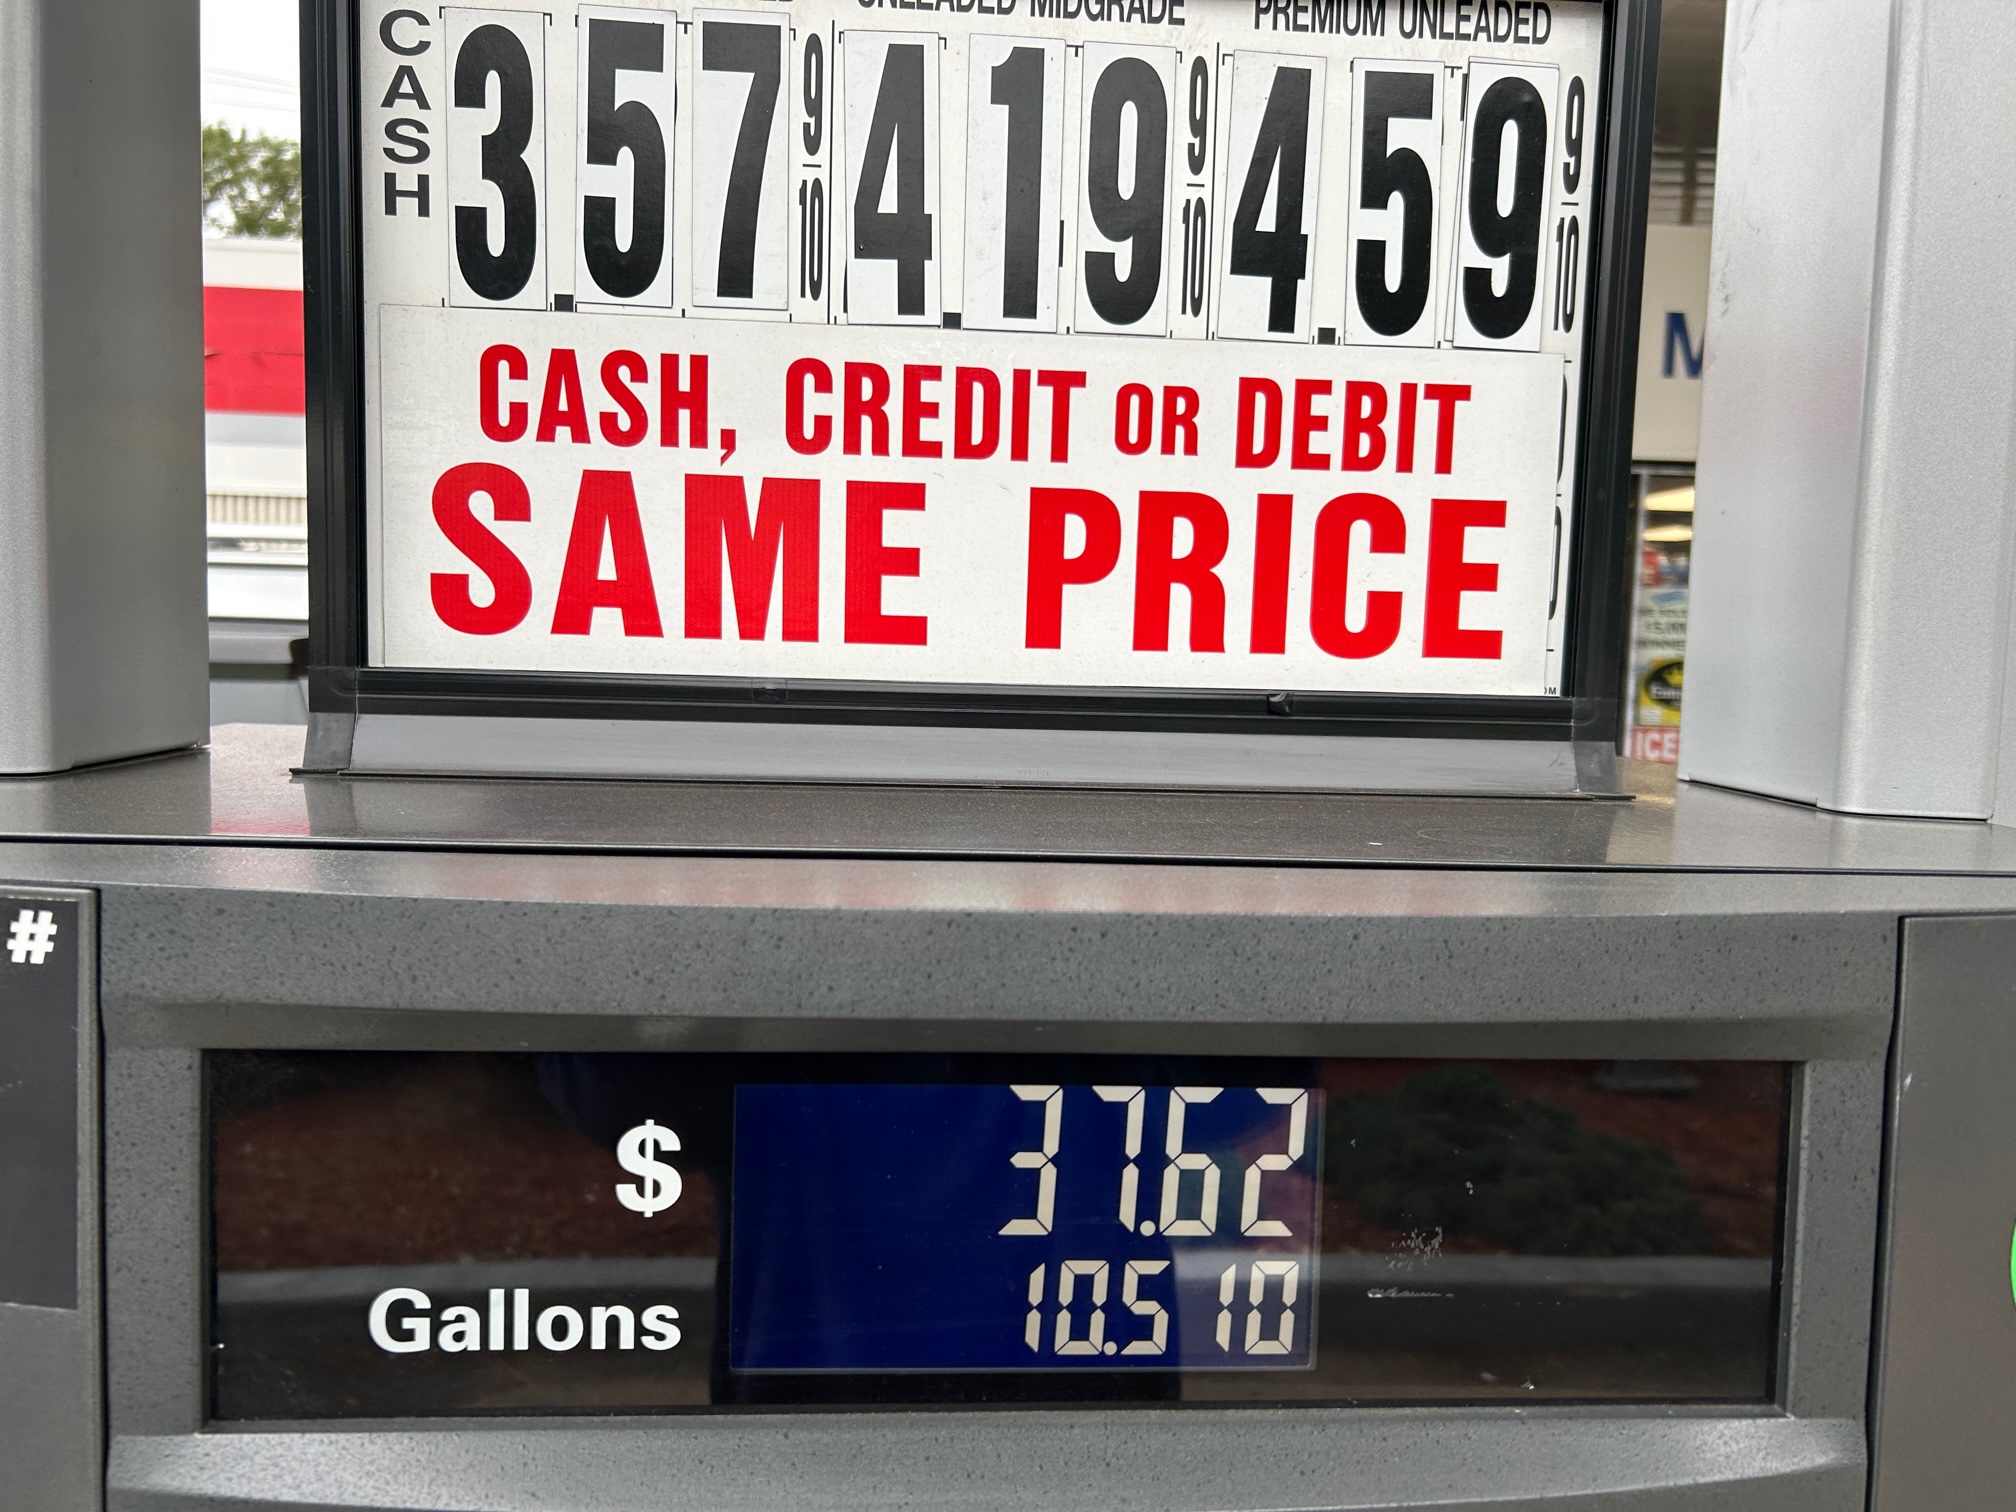 UNLEADED MIDGRADE PREMIUM UNLEADED
CASH 3.57 9/10 4.19 9/10 4.59 9/10
CASH, CREDIT OR DEBIT
SAME PRICE
ICE
#
$ 37.62
Gallons 10.510